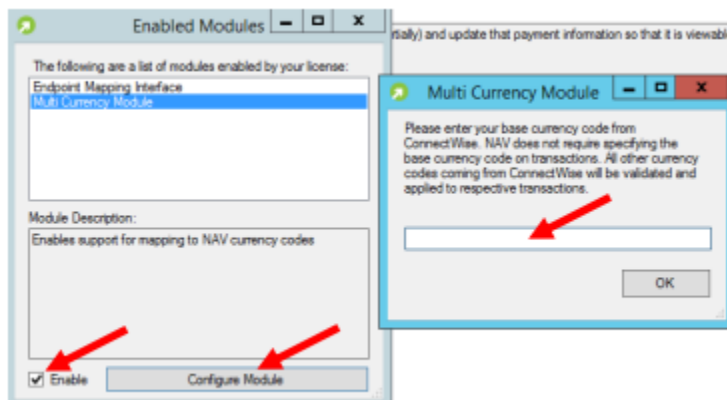 Enabled Modules
The following are a list of modules enabled by your license:
Endpoint Mapping Interface
Multi Currency Module
Module Description:
Enables support for mapping to NAV currency codes
Enable
Configure Module
rtially) and update that payment information so that it is viewabl
Multi Currency Module
Please enter your base currency code from
ConnectWise. NAV does not require specifying the
base currency code on transactions. All other currency
codes coming from ConnectWise will be validated and
applied to respective transactions.
OK